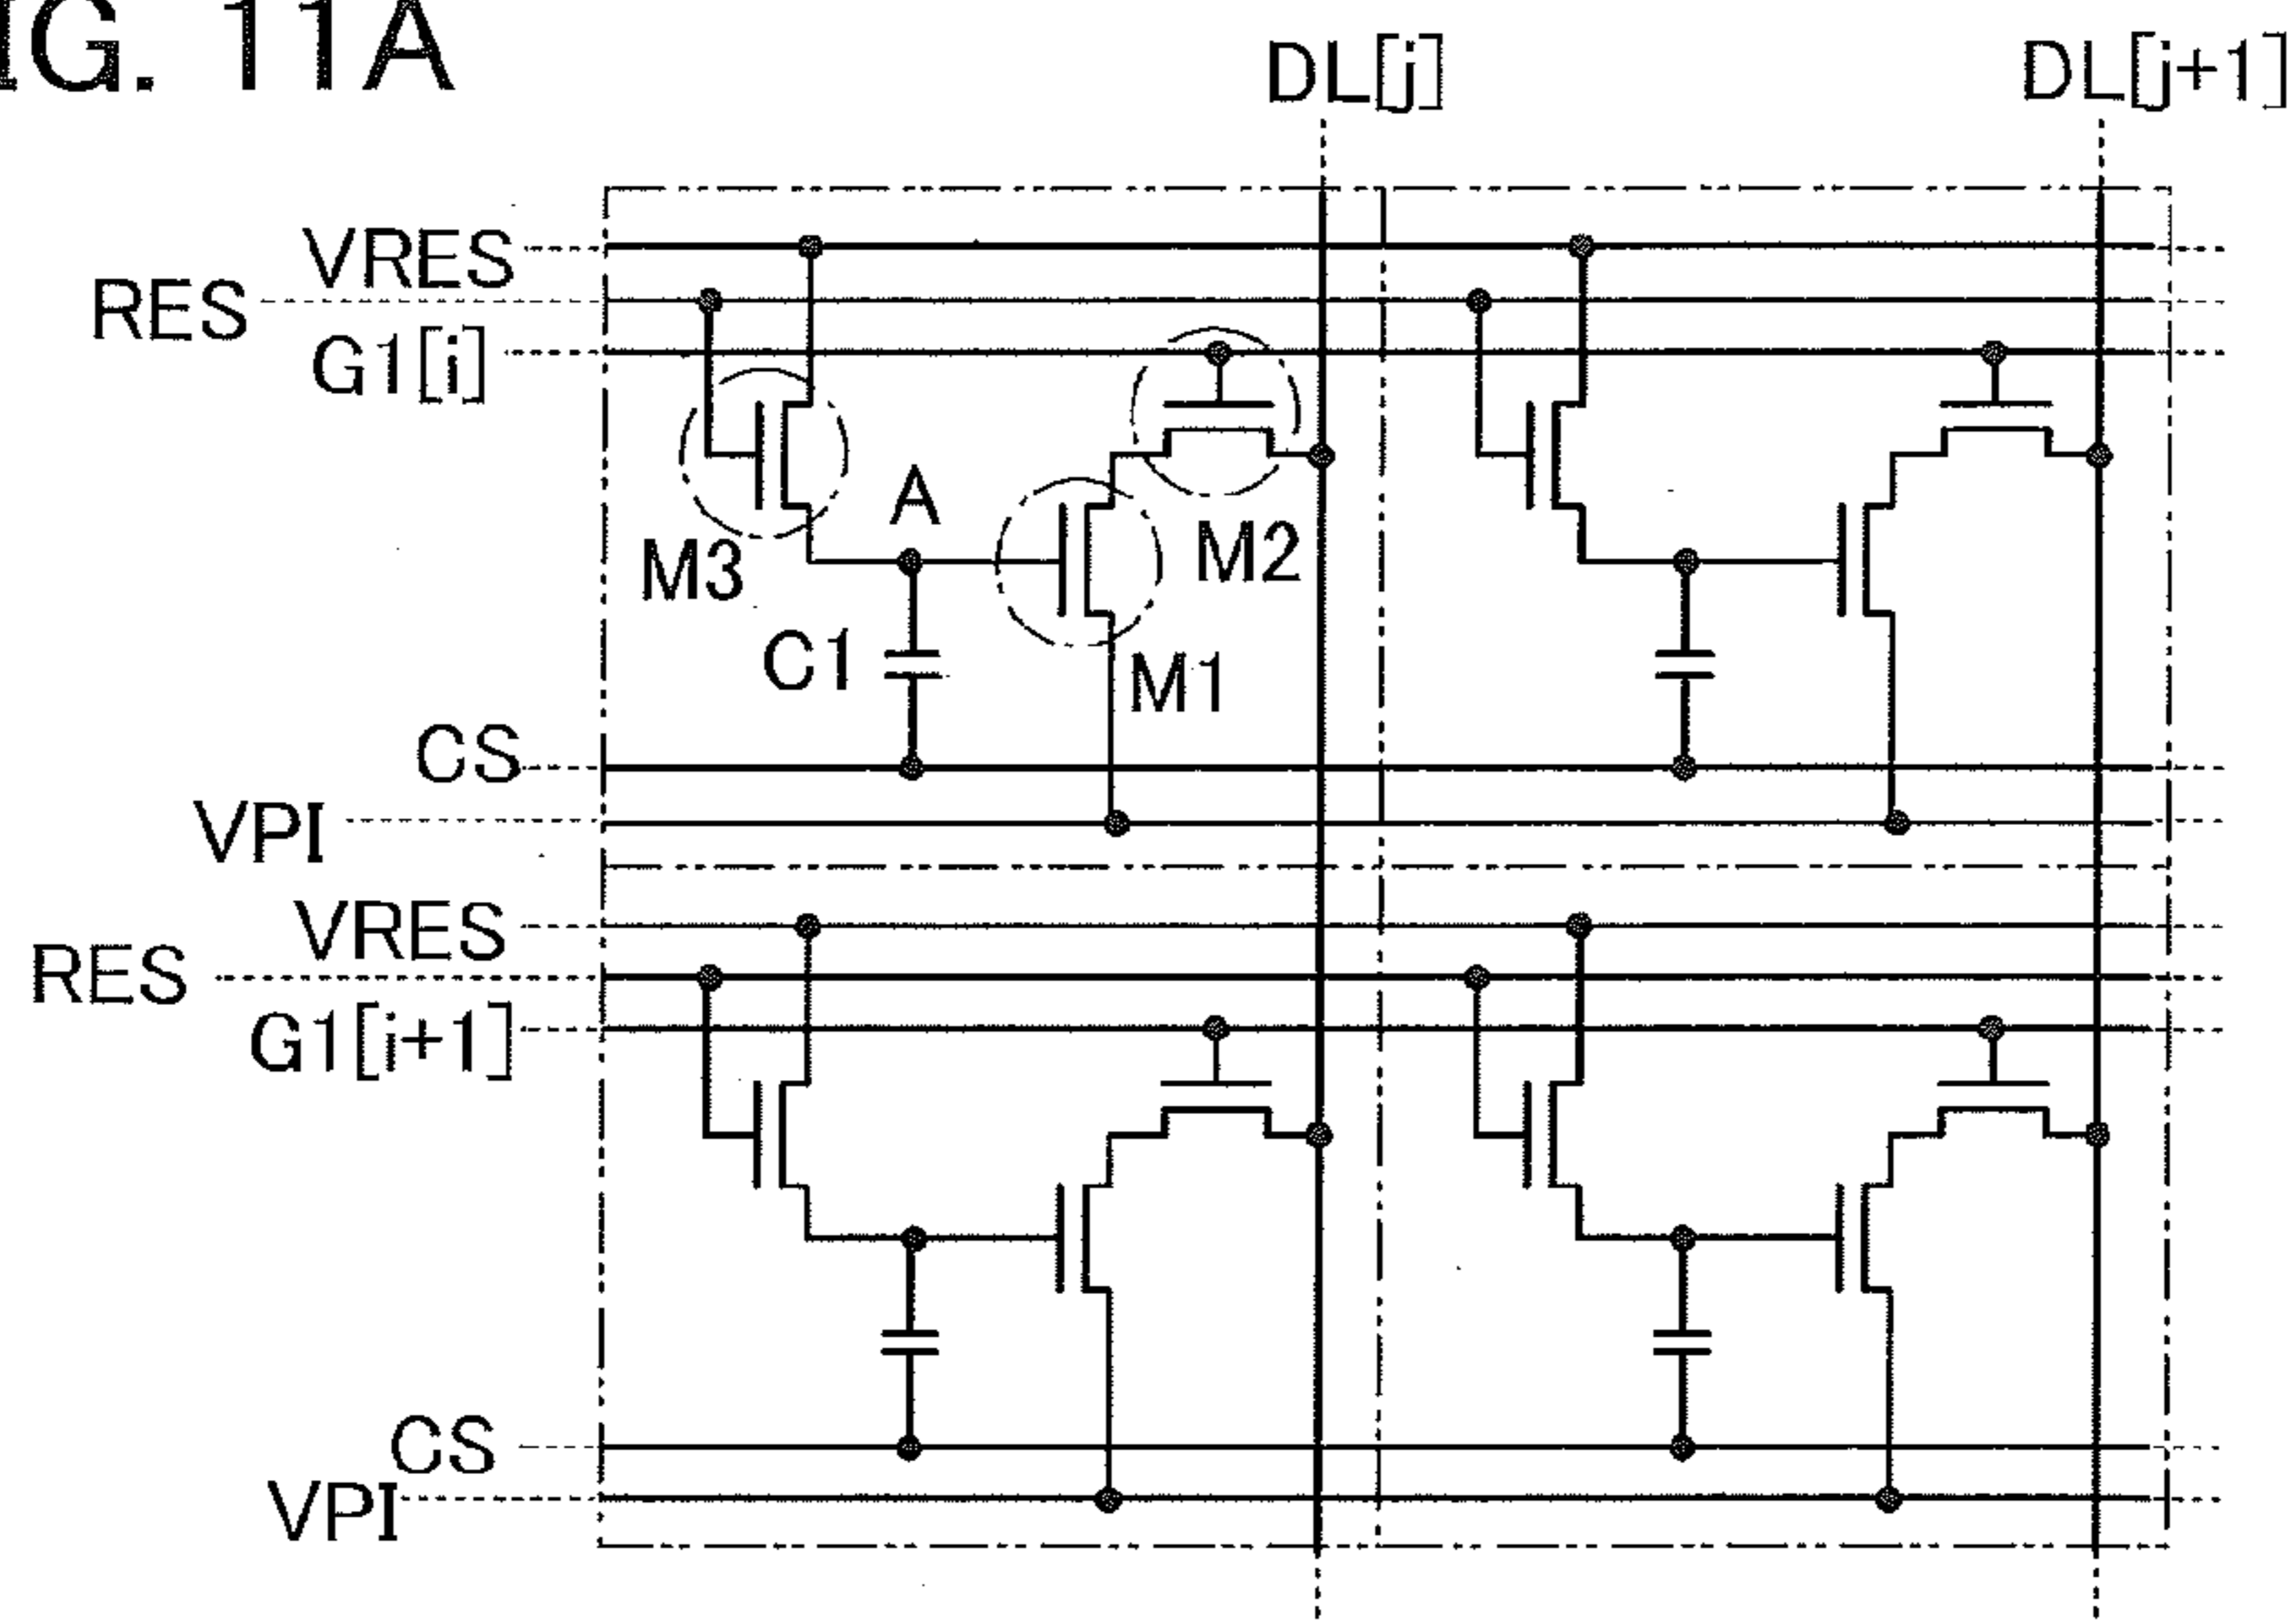 IG. 11A
DL[j]
DL[j+1]
VRES
RES
G1[i]
A
M3
M2
C1
M1
CS
VPI
VRES
RES
G1[i+1]
CS
VPI